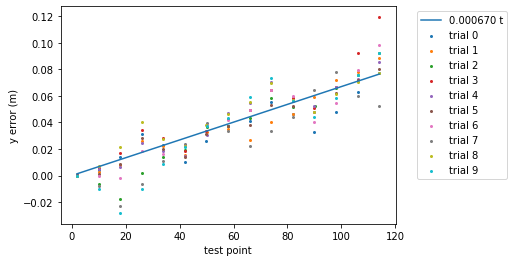 0.12
0.10
0.08
0.06
0.04
0.02
0.00
−0.02
y error (m)
0 20 40 60 80 100 120
test point
0.000670 t
trial 0
trial 1
trial 2
trial 3
trial 4
trial 5
trial 6
trial 7
trial 8
trial 9